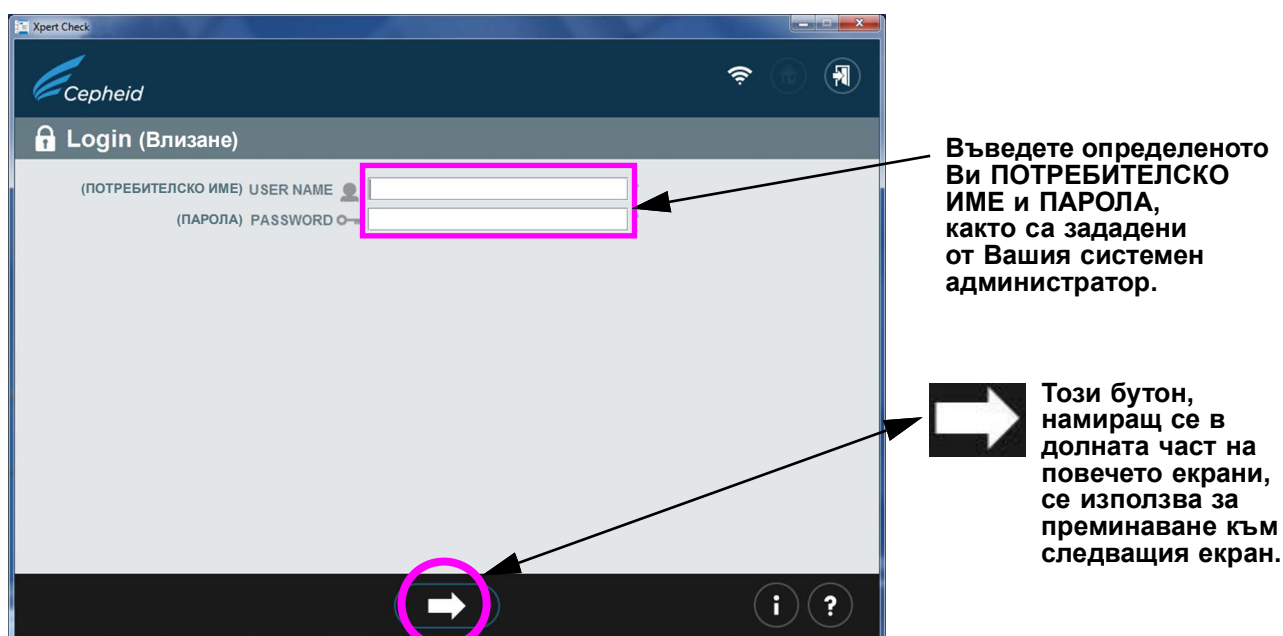 Xpert Check
Cepheid
Login (Влизане)
(ПОТРЕБИТЕЛСКО ИМЕ) USER NAME
(ПАРОЛА) PASSWORD
Въведете определеното
Ви ПОТРЕБИТЕЛСКО
ИМЕ и ПАРОЛА,
както са зададени
от Вашия системен
администратор.
Този бутон,
намиращ се в
долната част на
повечето екрани,
се използва за
преминаване към
следващия екран.
i ?